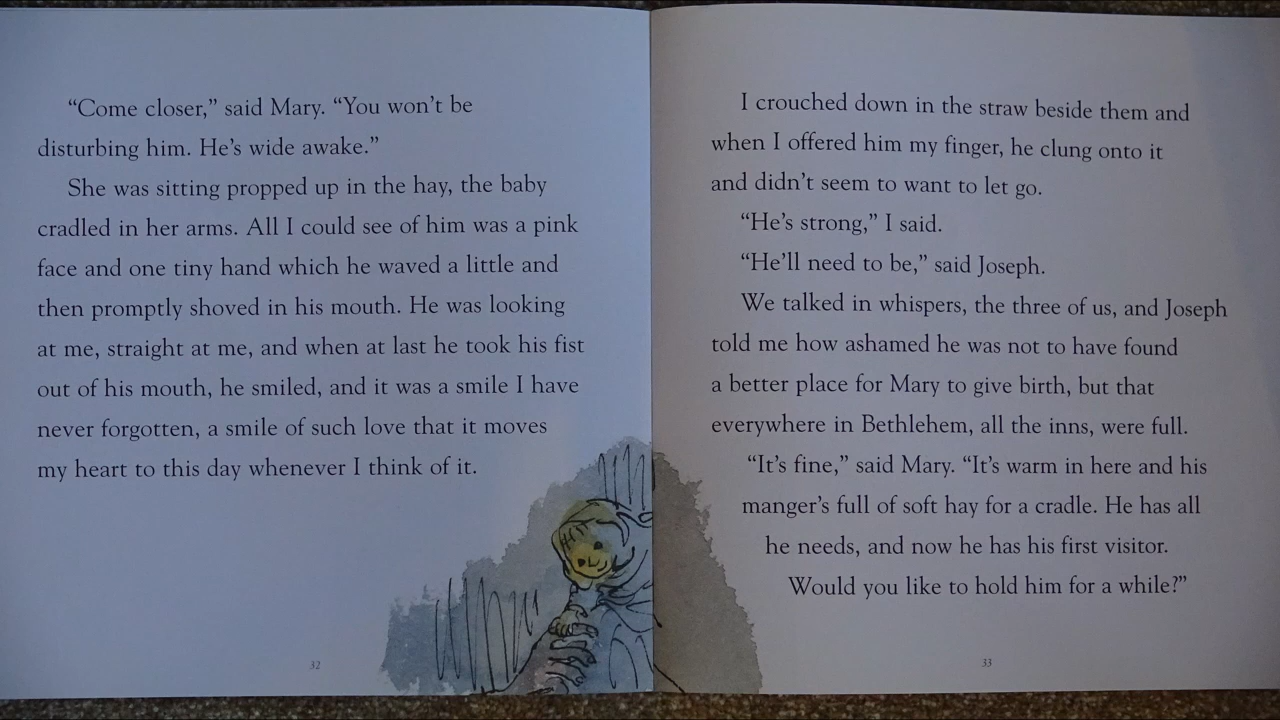 “Come closer,” said Mary. “You won’t be
disturbing him. He’s wide awake.”
She was sitting propped up in the hay, the baby
cradled in her arms. All I could see of him was a pink
face and one tiny hand which he waved a little and
then promptly shoved in his mouth. He was looking
at me, straight at me, and when at last he took his fist
out of his mouth, he smiled, and it was a smile I have
never forgotten, a smile of such love that it moves
my heart to this day whenever I think of it.
32
I crouched down in the straw beside them and
when I offered him my finger, he clung onto it
and didn’t seem to want to let go.
“He’s strong,” I said.
“He’ll need to be,” said Joseph.
We talked in whispers, the three of us, and Joseph
told me how ashamed he was not to have found
a better place for Mary to give birth, but that
everywhere in Bethlehem, all the inns, were full.
“It’s fine,” said Mary. “It’s warm in here and his
manger’s full of soft hay for a cradle. He has all
he needs, and now he has his first visitor.
Would you like to hold him for a while?”
33